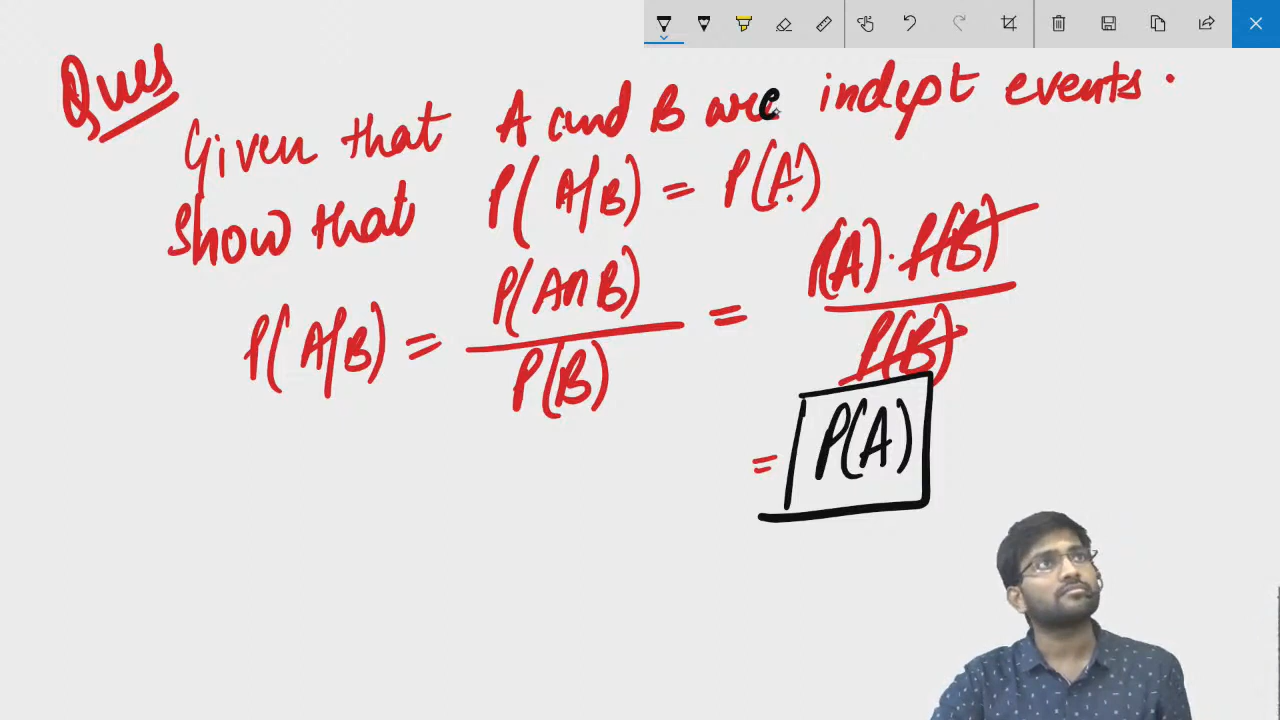 Ques
Given that A and B are indept events.
Show that P(A/B) = P(A)
P(A/B) = P(A∩B) / P(B) = P(A) · P(B) / P(B)
= P(A)